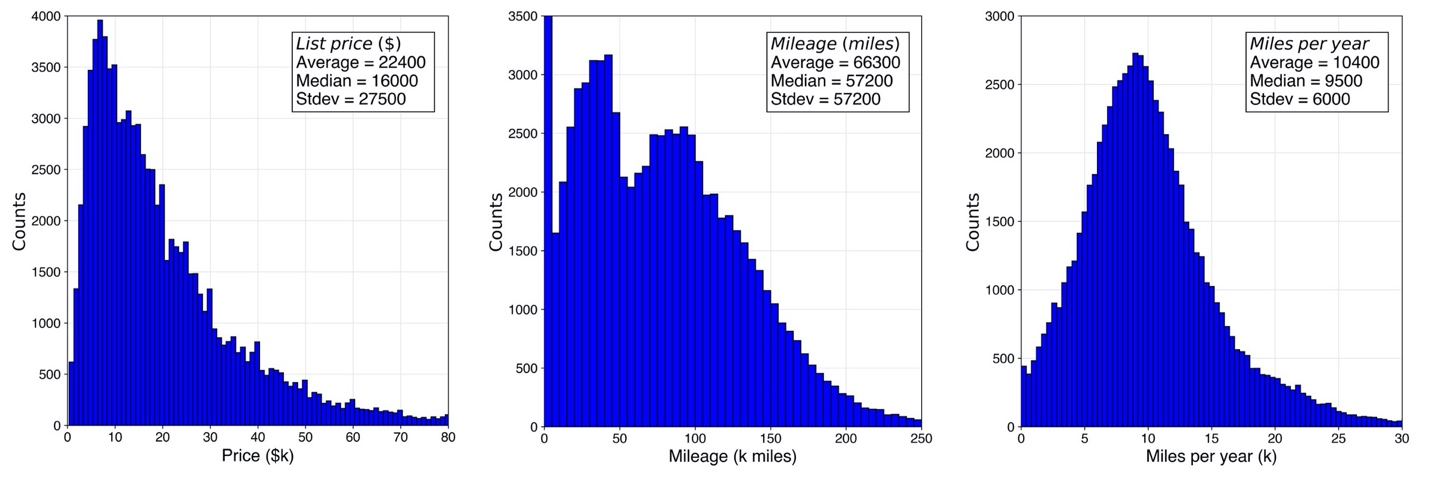 4000
3500
3000
2500
2000
1500
1000
500
0
Counts
List price ($)
Average = 22400
Median = 16000
Stdev = 27500
0 10 20 30 40 50 60 70 80
Price ($k)
3500
3000
2500
2000
1500
1000
500
0
Counts
Mileage (miles)
Average = 66300
Median = 57200
Stdev = 57200
0 50 100 150 200 250
Mileage (k miles)
3000
2500
2000
1500
1000
500
0
Counts
Miles per year
Average = 10400
Median = 9500
Stdev = 6000
0 5 10 15 20 25 30
Miles per year (k)